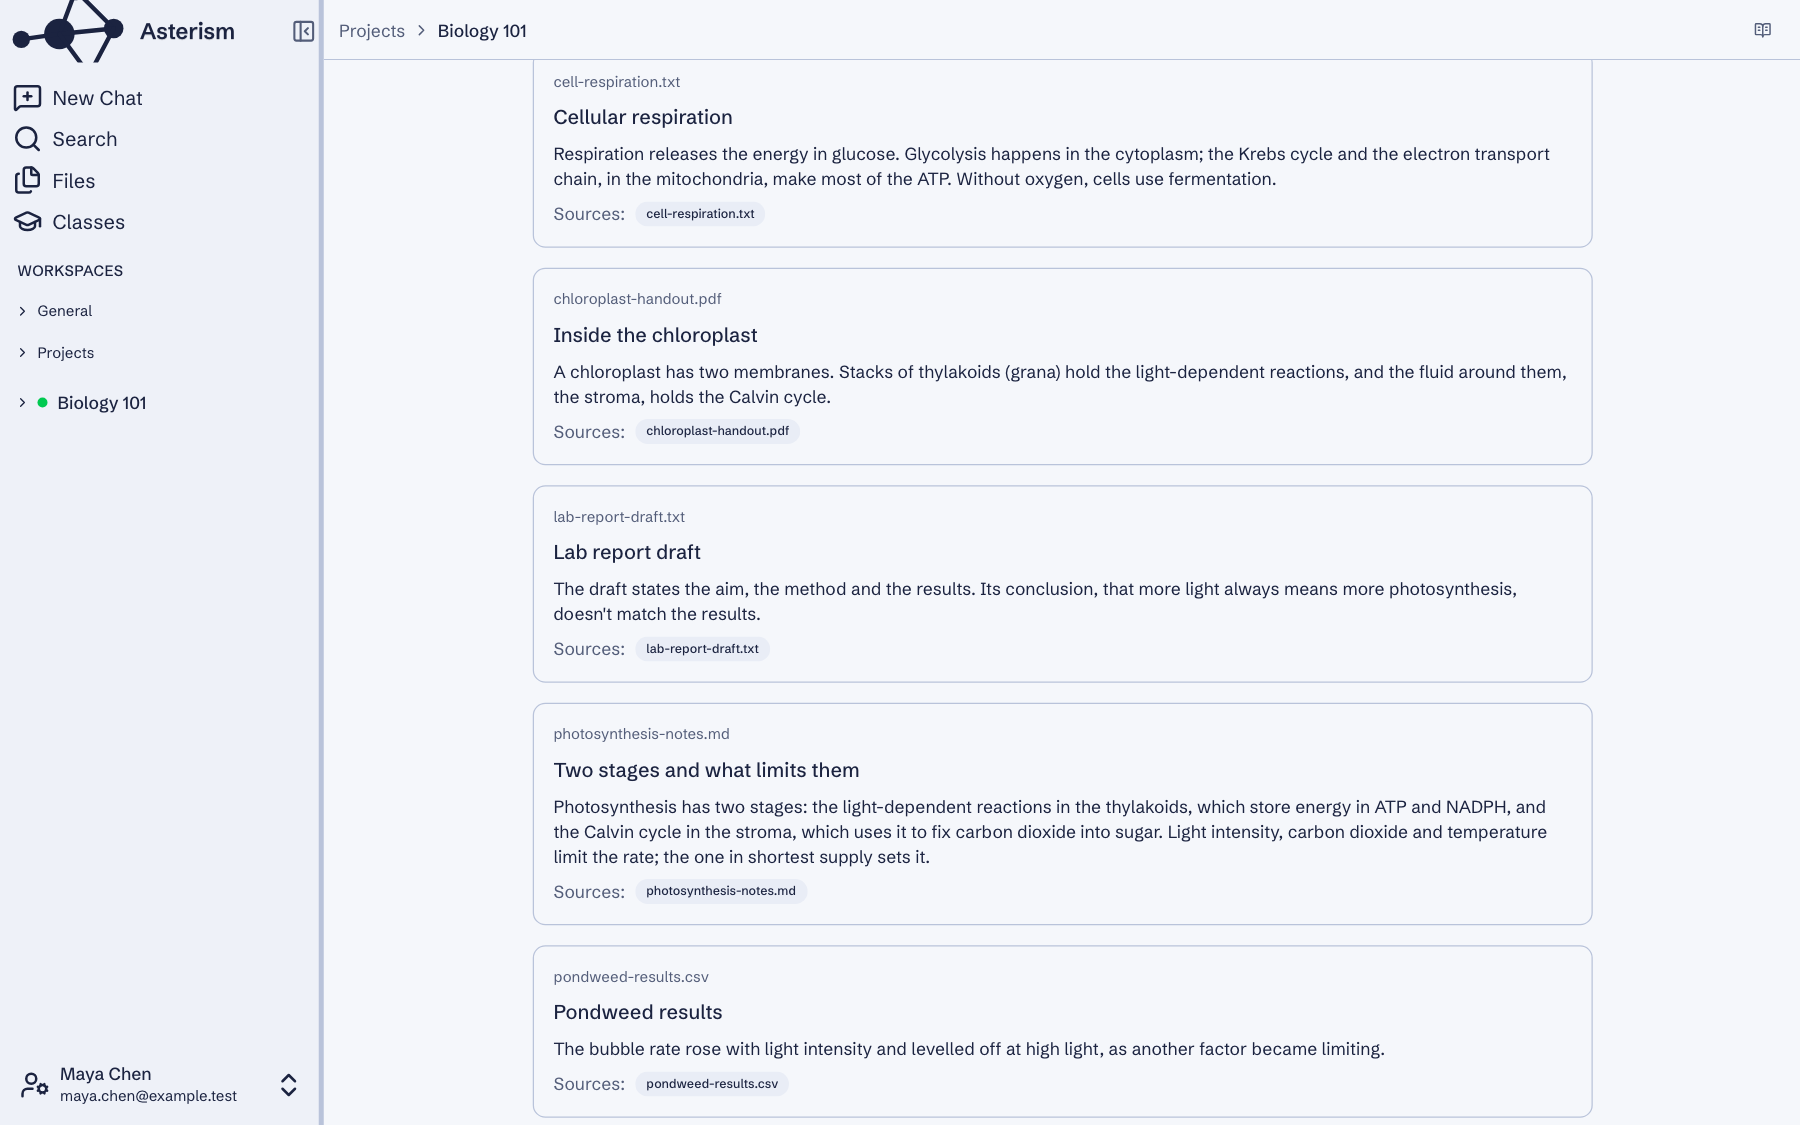 Asterism
New Chat
Search
Files
Classes
WORKSPACES
General
Projects
Biology 101
Maya Chen
maya.chen@example.test
Projects > Biology 101
cell-respiration.txt
Cellular respiration
Respiration releases the energy in glucose. Glycolysis happens in the cytoplasm; the Krebs cycle and the electron transport
chain, in the mitochondria, make most of the ATP. Without oxygen, cells use fermentation.
Sources: cell-respiration.txt
chloroplast-handout.pdf
Inside the chloroplast
A chloroplast has two membranes. Stacks of thylakoids (grana) hold the light-dependent reactions, and the fluid around them,
the stroma, holds the Calvin cycle.
Sources: chloroplast-handout.pdf
lab-report-draft.txt
Lab report draft
The draft states the aim, the method and the results. Its conclusion, that more light always means more photosynthesis,
doesn't match the results.
Sources: lab-report-draft.txt
photosynthesis-notes.md
Two stages and what limits them
Photosynthesis has two stages: the light-dependent reactions in the thylakoids, which store energy in ATP and NADPH, and
the Calvin cycle in the stroma, which uses it to fix carbon dioxide into sugar. Light intensity, carbon dioxide and temperature
limit the rate; the one in shortest supply sets it.
Sources: photosynthesis-notes.md
pondweed-results.csv
Pondweed results
The bubble rate rose with light intensity and levelled off at high light, as another factor became limiting.
Sources: pondweed-results.csv